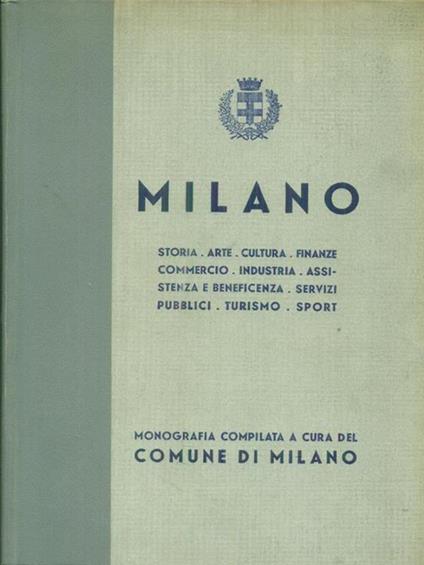 MILANO
STORIA . ARTE . CULTURA . FINANZE
COMMERCIO . INDUSTRIA . ASSI-
STENZA E BENEFICENZA . SERVIZI
PUBBLICI . TURISMO . SPORT
MONOGRAFIA COMPILATA A CURA DEL
COMUNE DI MILANO